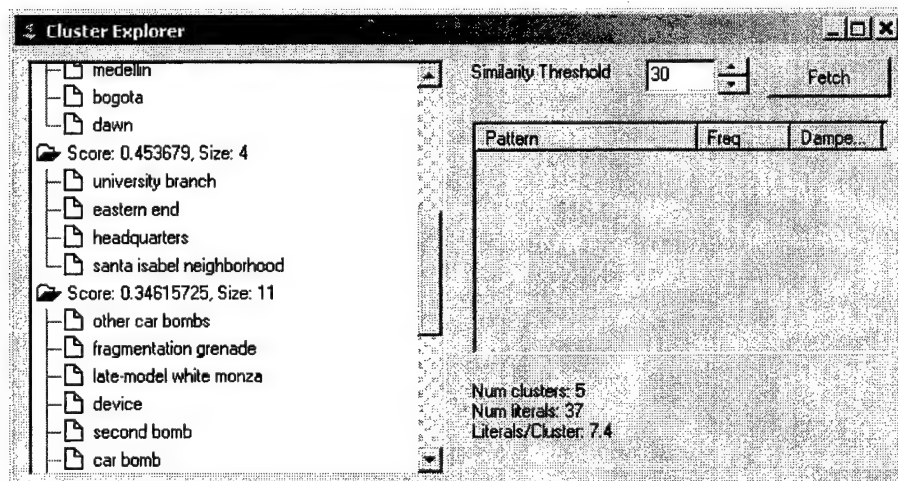 Cluster Explorer
medellin
bogota
dawn
Score: 0.453679, Size: 4
university branch
eastern end
headquarters
santa isabel neighborhood
Score: 0.34615725, Size: 11
other car bombs
fragmentation grenade
late-model white monza
device
second bomb
car bomb
Similarity Threshold 30 Fetch
Pattern Freq Dampe...
Num clusters: 5
Num literals: 37
Literals/Cluster: 7.4